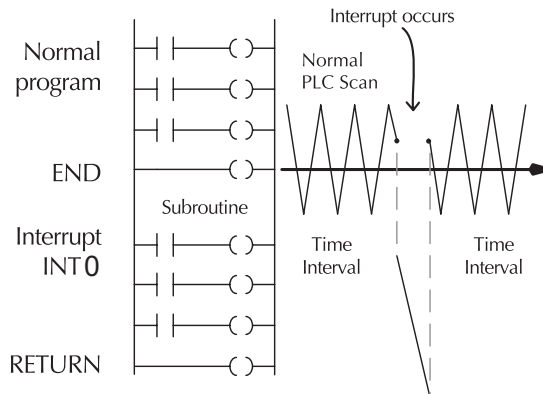 Interrupt occurs
Normal
program
Normal
PLC Scan
END
Subroutine
Interrupt
INT0
Time
Interval
Time
Interval
RETURN